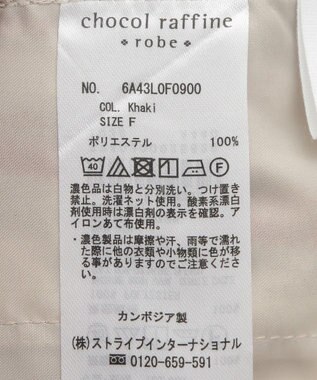 chocol raffine
robe
NO. 6A43L0F0900
COL. Khaki
SIZE F
ポリエステル 100%
40
濃色品は白物と分別洗い。つけ置き
禁止。洗濯ネット使用。酸素系漂白
剤使用時は漂白剤の表示を確認。ア
イロンあて布使用。
・濃色製品は摩擦や汗、雨等で濡れ
た際に他の衣類や小物類に色が移
る事がありますのでご注意くださ
い。
カンボジア製
(株)ストライプインターナショナル
0120-659-591